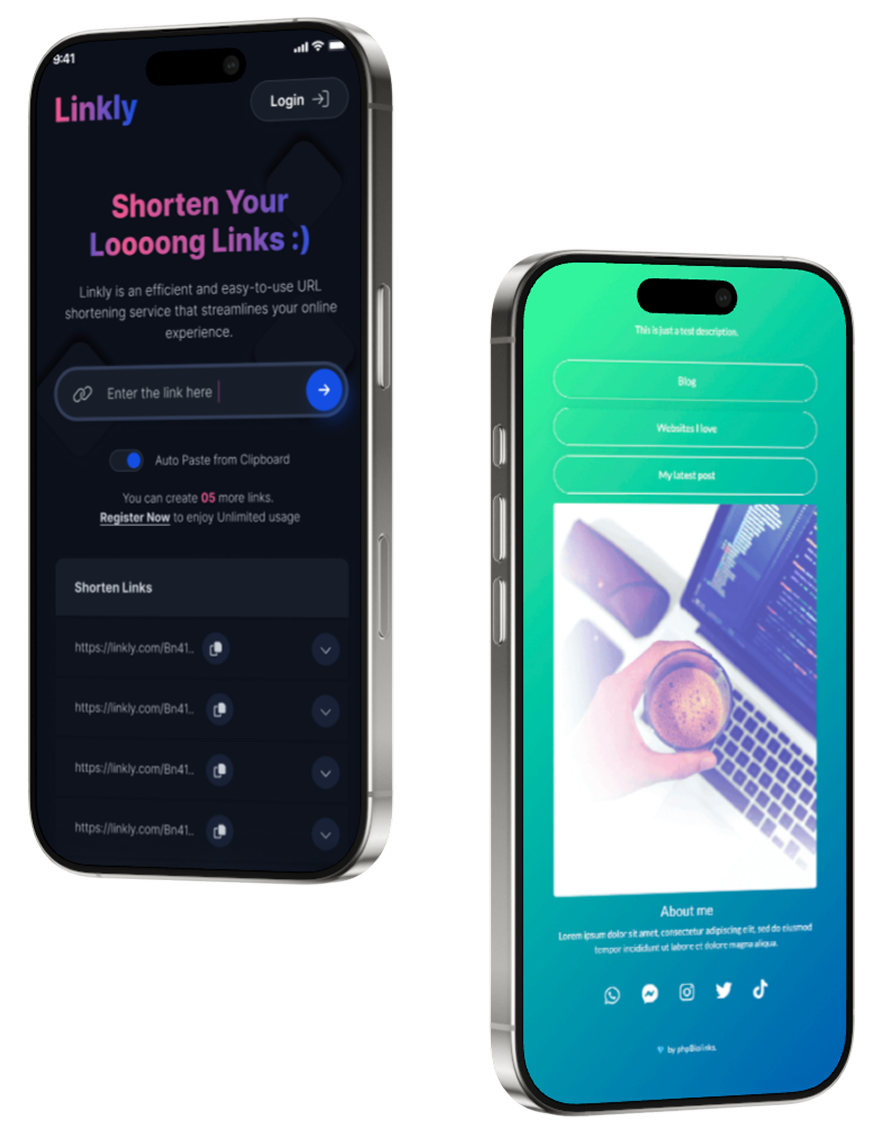 9:41
Linkly
Login
Shorten Your
Loooong Links :)
Linkly is an efficient and easy-to-use URL
shortening service that streamlines your online
experience.
Enter the link here
Auto Paste from Clipboard
You can create 05 more links.
Register Now to enjoy Unlimited usage
Shorten Links
https://linkly.com/Bn41..
https://linkly.com/Bn41..
https://linkly.com/Bn41..
https://linkly.com/Bn41..
This is just a test description.
Blog
Websites I love
My latest post
About me
Lorem ipsum dolor sit amet, consectetur adipiscing elit, sed do eiusmod
tempor incididunt ut labore et dolore magna aliqua.
by phpBiolinks.